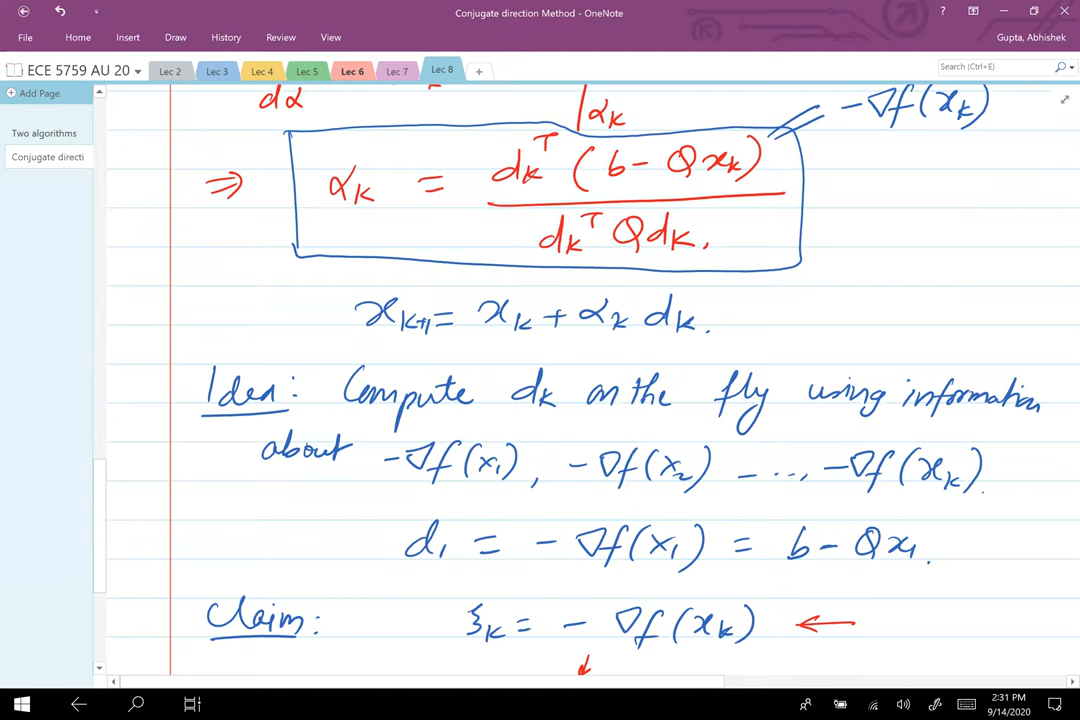 Conjugate direction Method - OneNote
Gupta, Abhishek
File Home Insert Draw History Review View
ECE 5759 AU 20 Lec 2 Lec 3 Lec 4 Lec 5 Lec 6 Lec 7 Lec 8 +
Search (Ctrl+E)
Add Page
Two algorithms
Conjugate directi
dα |αk -∇f(xk)
⇒ αk = dk^T (b - Qxk) / dk^T Qdk.
xk+1 = xk + αk dk.
Idea: Compute dk on the fly using information
about -∇f(x1), -∇f(x2) - ..., -∇f(xk).
d1 = -∇f(x1) = b - Qx1.
Claim: ξk = - ∇f(xk) ←
2:31 PM
9/14/2020